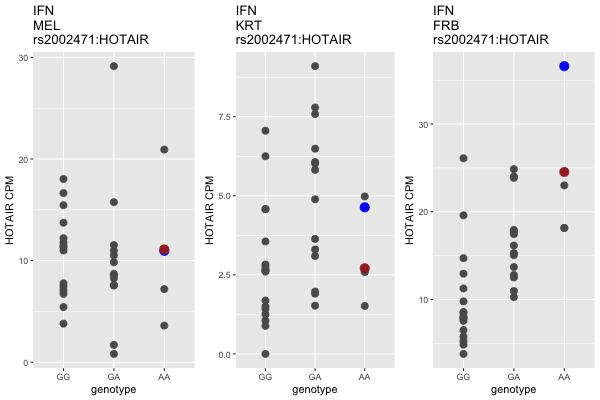 IFN
MEL
rs2002471:HOTAIR
HOTAIR CPM
30
20
10
0
GG GA AA
genotype
IFN
KRT
rs2002471:HOTAIR
HOTAIR CPM
7.5
5.0
2.5
0.0
GG GA AA
genotype
IFN
FRB
rs2002471:HOTAIR
HOTAIR CPM
30
20
10
GG GA AA
genotype